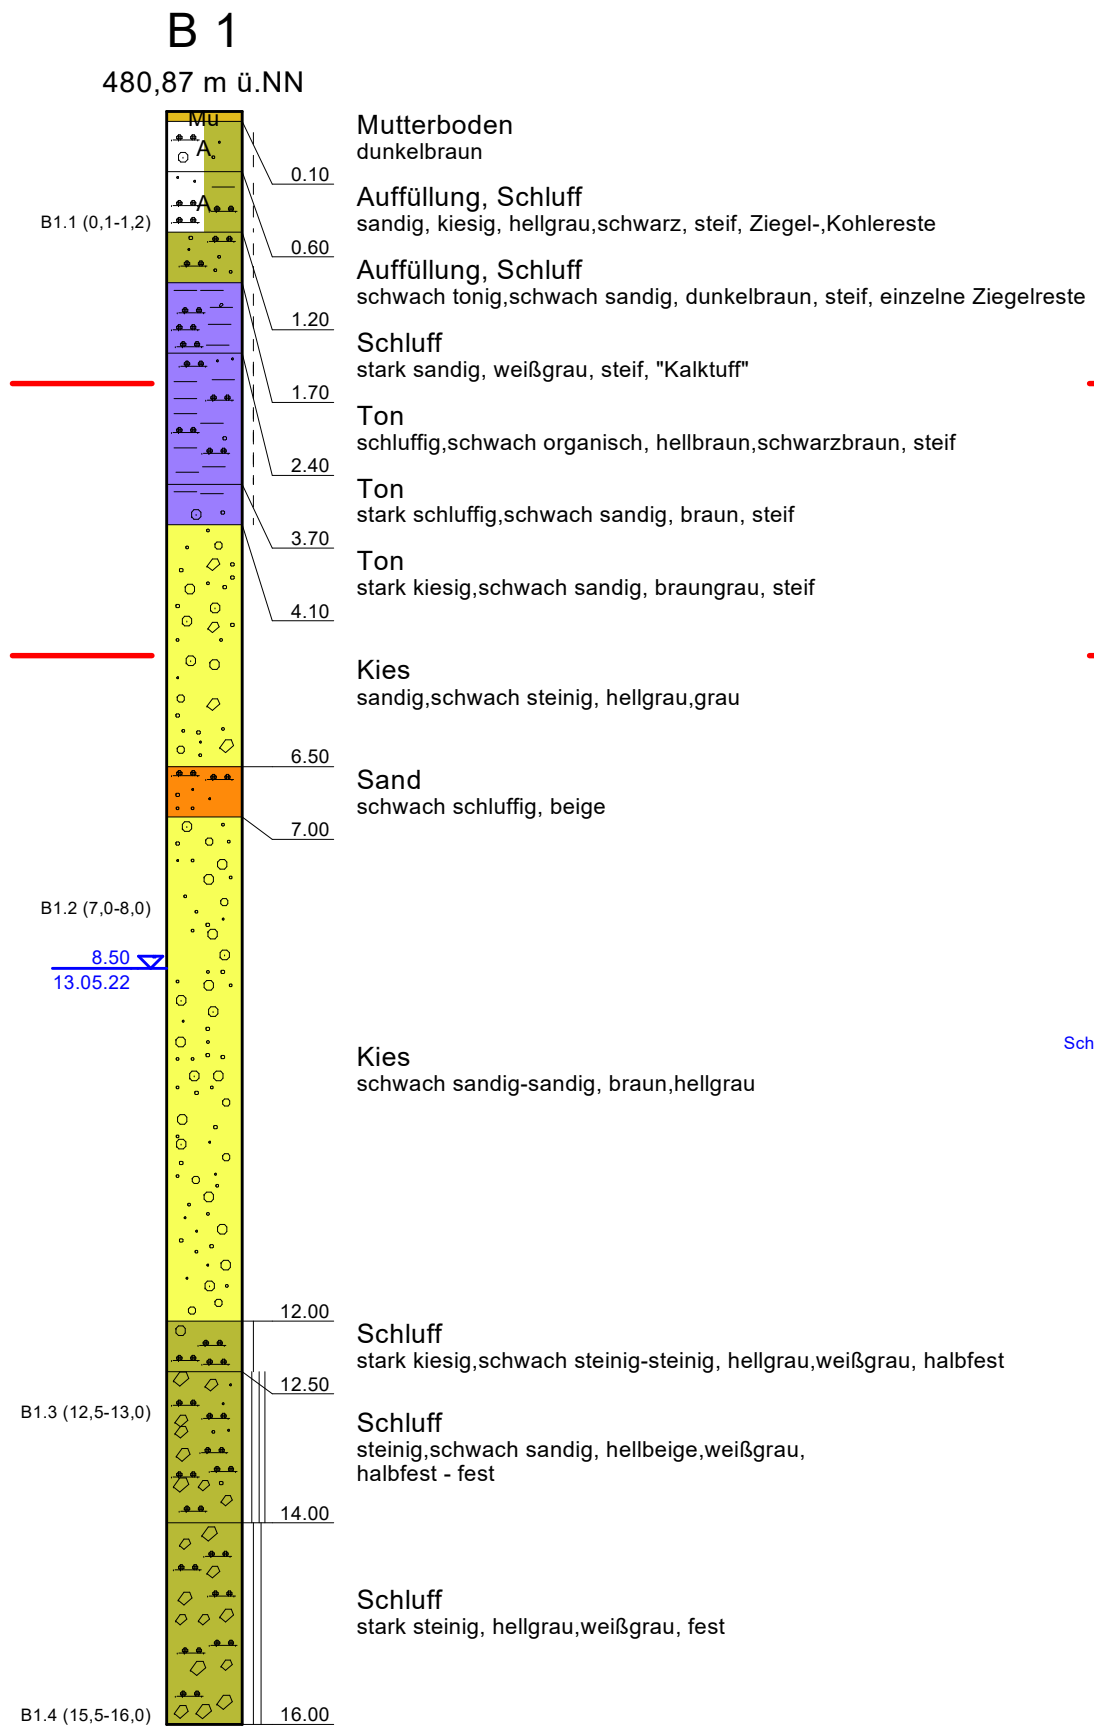 B 1
480,87 m ü.NN
Mu
Mutterboden
dunkelbraun
A
0.10
Auffüllung, Schluff
sandig, kiesig, hellgrau,schwarz, steif, Ziegel-,Kohlereste
A
B1.1 (0,1-1,2)
0.60
Auffüllung, Schluff
schwach tonig,schwach sandig, dunkelbraun, steif, einzelne Ziegelreste
1.20
Schluff
stark sandig, weißgrau, steif, "Kalktuff"
1.70
Ton
schluffig,schwach organisch, hellbraun,schwarzbraun, steif
2.40
Ton
stark schluffig,schwach sandig, braun, steif
3.70
Ton
stark kiesig,schwach sandig, braungrau, steif
4.10
Kies
sandig,schwach steinig, hellgrau,grau
6.50
Sand
schwach schluffig, beige
7.00
B1.2 (7,0-8,0)
8.50
13.05.22
Sch
Kies
schwach sandig-sandig, braun,hellgrau
12.00
Schluff
stark kiesig,schwach steinig-steinig, hellgrau,weißgrau, halbfest
12.50
B1.3 (12,5-13,0)
Schluff
steinig,schwach sandig, hellbeige,weißgrau,
halbfest - fest
14.00
Schluff
stark steinig, hellgrau,weißgrau, fest
B1.4 (15,5-16,0)
16.00